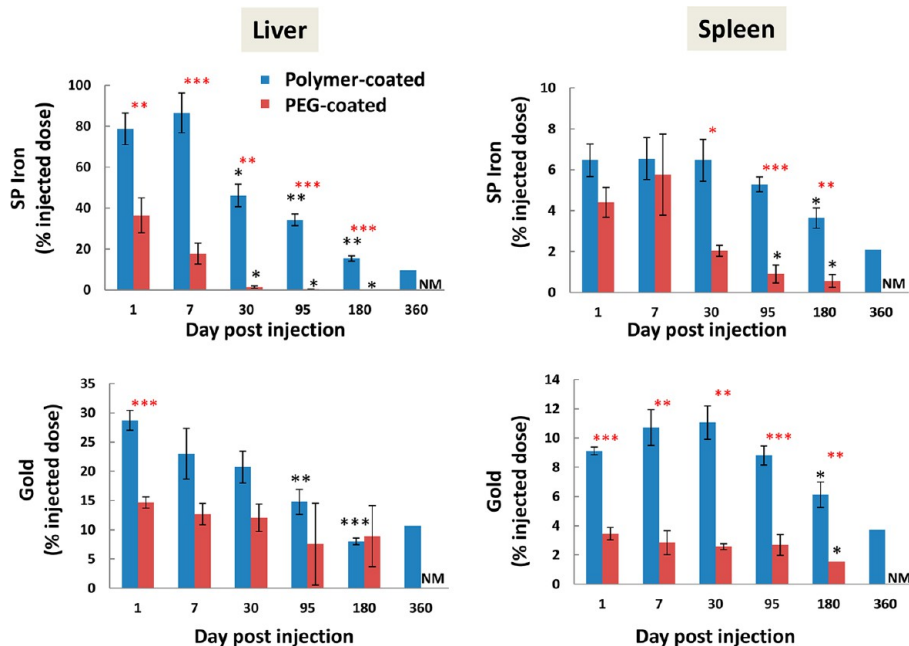 Liver
Spleen
Polymer-coated
PEG-coated
SP Iron
(% injected dose)
100
80
60
40
20
0
** *** ** * * *** ** * *** ** * NM
1 7 30 95 180 360
Day post injection
SP Iron
(% injected dose)
10
8
6
4
2
0
* *** * ** * * NM
1 7 30 95 180 360
Day post injection
Gold
(% injected dose)
35
30
25
20
15
10
5
0
*** ** *** NM
1 7 30 95 180 360
Day post injection
Gold
(% injected dose)
14
12
10
8
6
4
2
0
*** ** ** *** ** * * NM
1 7 30 95 180 360
Day post injection